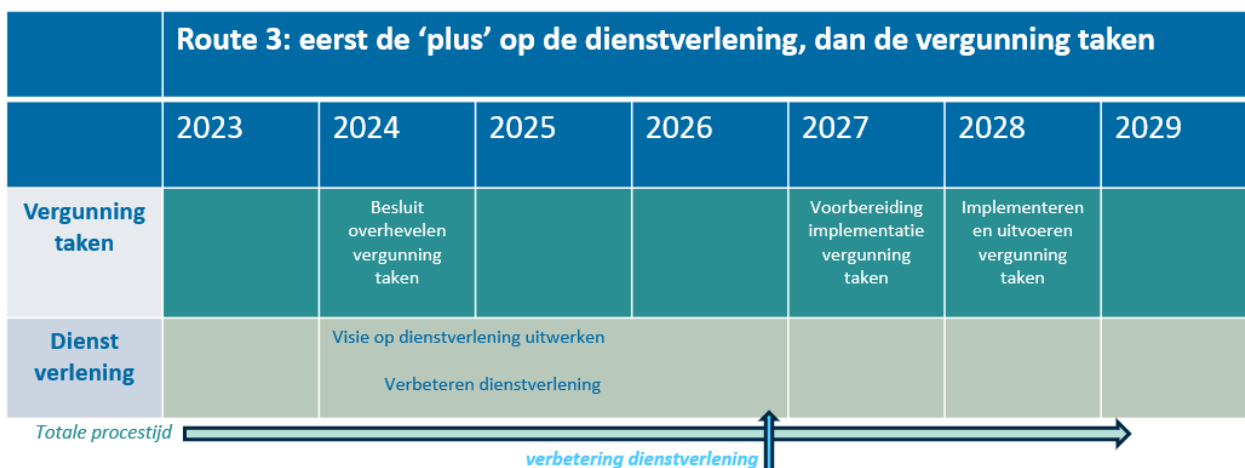 Route 3: eerst de ‘plus’ op de dienstverlening, dan de vergunning taken
2023 2024 2025 2026 2027 2028 2029
Vergunning
taken
Besluit
overhevelen
vergunning
taken
Voorbereiding
implementatie
vergunning
taken
Implementeren
en uitvoeren
vergunning
taken
Dienst
verlening
Visie op dienstverlening uitwerken
Verbeteren dienstverlening
Totale procestijd
verbetering dienstverlening